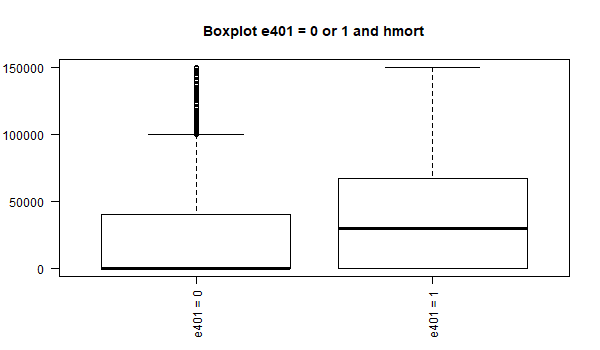 Boxplot e401 = 0 or 1 and hmort
150000
100000
50000
0
e401 = 0
e401 = 1